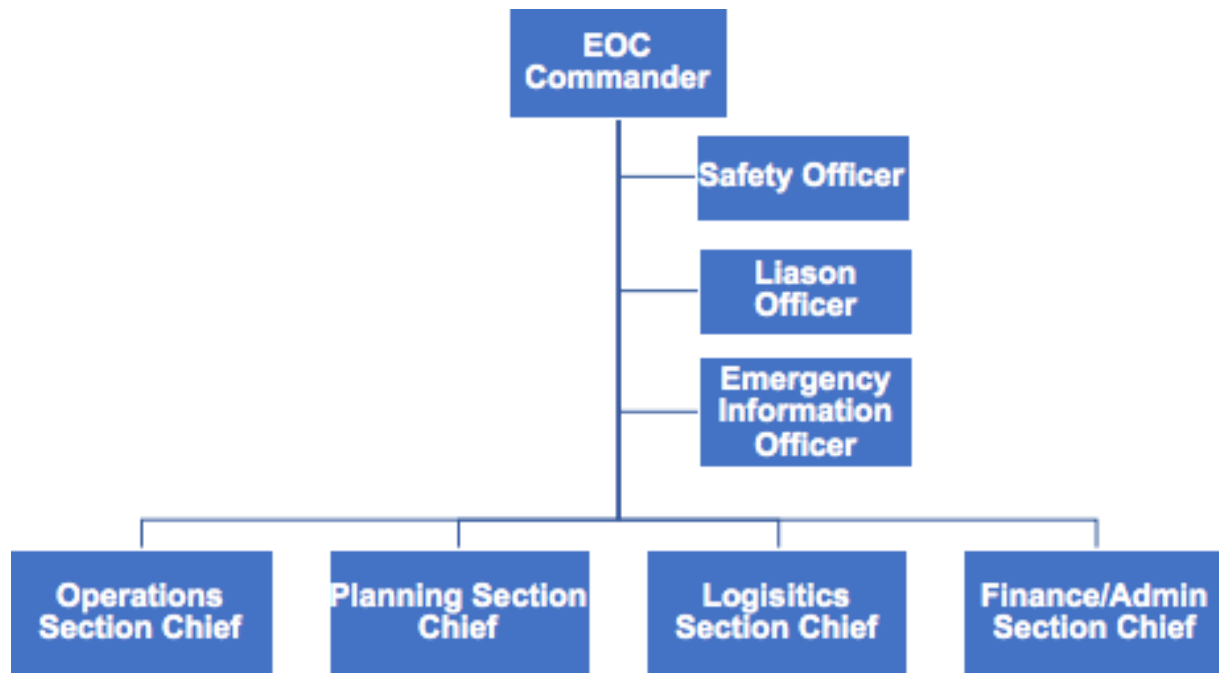 EOC
Commander
Safety Officer
Liason
Officer
Emergency
Information
Officer
Operations
Section Chief
Planning Section
Chief
Logisitics
Section Chief
Finance/Admin
Section Chief